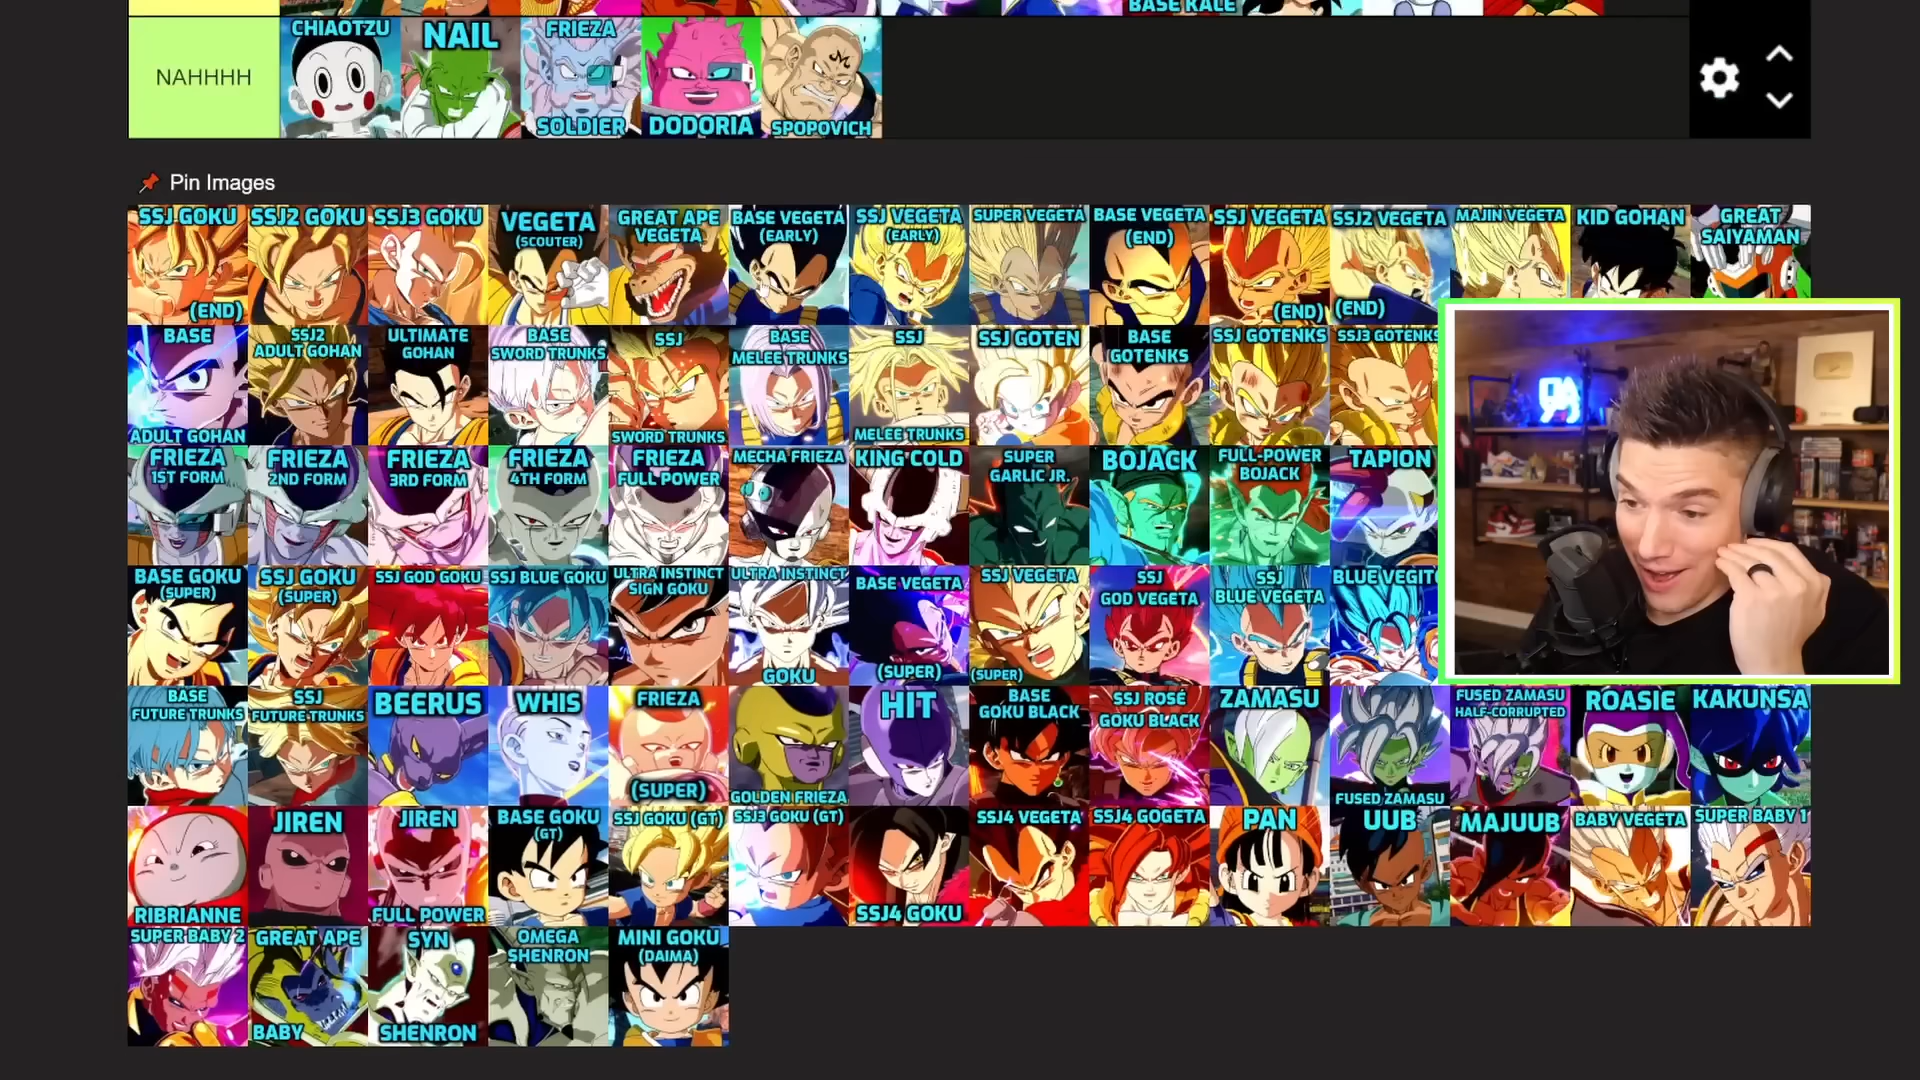 BASE KALE
NAHHHH
CHIAOTZU
NAIL
FRIEZA
SOLDIER
DODORIA
SPOPOVICH
Pin Images
SSJ GOKU
(END)
SSJ2 GOKU
SSJ3 GOKU
VEGETA
(SCOUTER)
GREAT APE
VEGETA
BASE VEGETA
(EARLY)
SSJ VEGETA
(EARLY)
SUPER VEGETA
BASE VEGETA
(END)
SSJ VEGETA
(END)
SSJ2 VEGETA
(END)
MAJIN VEGETA
KID GOHAN
GREAT
SAIYAMAN
BASE
ADULT GOHAN
SSJ2
ADULT GOHAN
ULTIMATE
GOHAN
BASE
SWORD TRUNKS
SSJ
SWORD TRUNKS
BASE
MELEE TRUNKS
SSJ
MELEE TRUNKS
SSJ GOTEN
BASE
GOTENKS
SSJ GOTENKS
SSJ3 GOTENKS
FRIEZA
1ST FORM
FRIEZA
2ND FORM
FRIEZA
3RD FORM
FRIEZA
4TH FORM
FRIEZA
FULL POWER
MECHA FRIEZA
KING COLD
SUPER
GARLIC JR.
BOJACK
FULL-POWER
BOJACK
TAPION
BASE GOKU
(SUPER)
SSJ GOKU
(SUPER)
SSJ GOD GOKU
SSJ BLUE GOKU
ULTRA INSTINCT
SIGN GOKU
ULTRA INSTINCT
GOKU
BASE VEGETA
(SUPER)
SSJ VEGETA
(SUPER)
SSJ
GOD VEGETA
SSJ
BLUE VEGETA
BLUE VEGIT
BASE
FUTURE TRUNKS
SSJ
FUTURE TRUNKS
BEERUS
WHIS
FRIEZA
(SUPER)
GOLDEN FRIEZA
HIT
BASE
GOKU BLACK
SSJ ROSÉ
GOKU BLACK
ZAMASU
FUSED ZAMASU
FUSED ZAMASU
HALF-CORRUPTED
ROASIE
KAKUNSA
RIBRIANNE
JIREN
JIREN
FULL POWER
BASE GOKU
(GT)
SSJ GOKU (GT)
SSJ3 GOKU (GT)
SSJ4 GOKU
SSJ4 VEGETA
SSJ4 GOGETA
PAN
UUB
MAJUUB
BABY VEGETA
SUPER BABY 1
SUPER BABY 2
GREAT APE
BABY
SYN
SHENRON
OMEGA
SHENRON
MINI GOKU
(DAIMA)